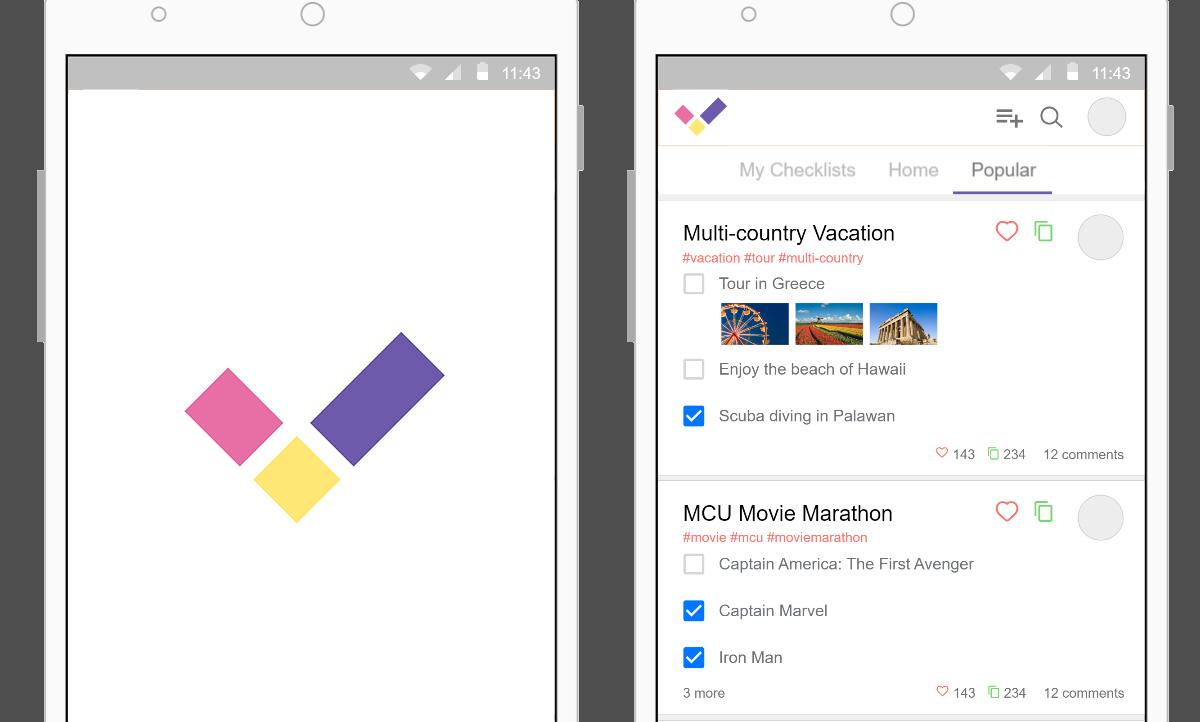 11:43
11:43
My Checklists Home Popular
Multi-country Vacation
#vacation #tour #multi-country
Tour in Greece
Enjoy the beach of Hawaii
Scuba diving in Palawan
143 234 12 comments
MCU Movie Marathon
#movie #mcu #moviemarathon
Captain America: The First Avenger
Captain Marvel
Iron Man
3 more 143 234 12 comments